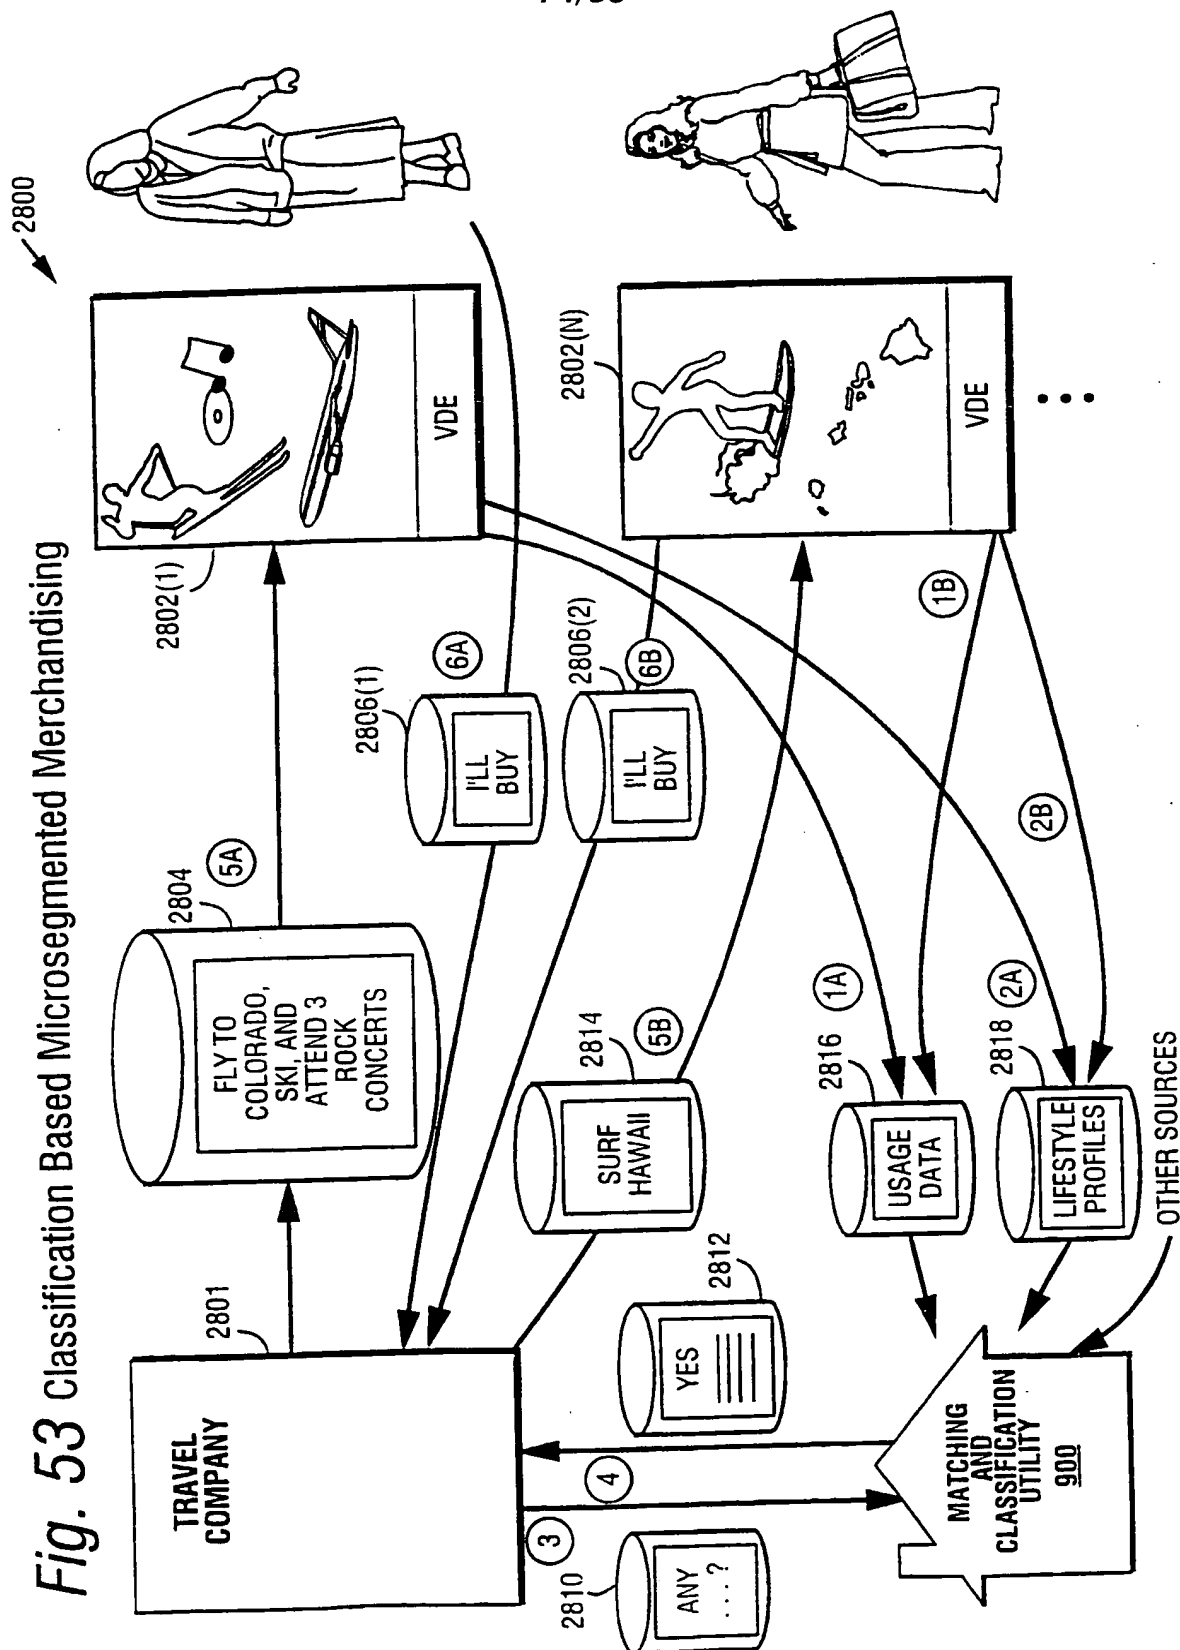 Fig. 53 Classification Based Microsegmented Merchandising
2800
TRAVEL
COMPANY
2801
2804
FLY TO
COLORADO,
SKI, AND
ATTEND 3
ROCK
CONCERTS
5A
2802(1)
VDE
2806(1)
I'LL
BUY
6A
2806(2)
I'LL
BUY
6B
2802(N)
VDE
2814
SURF
HAWAII
5B
2810
ANY
. . . ?
3
4
2812
YES
1A
1B
2816
USAGE
DATA
2A
2B
2818
LIFESTYLE
PROFILES
OTHER SOURCES
MATCHING
AND
CLASSIFICATION
UTILITY
900